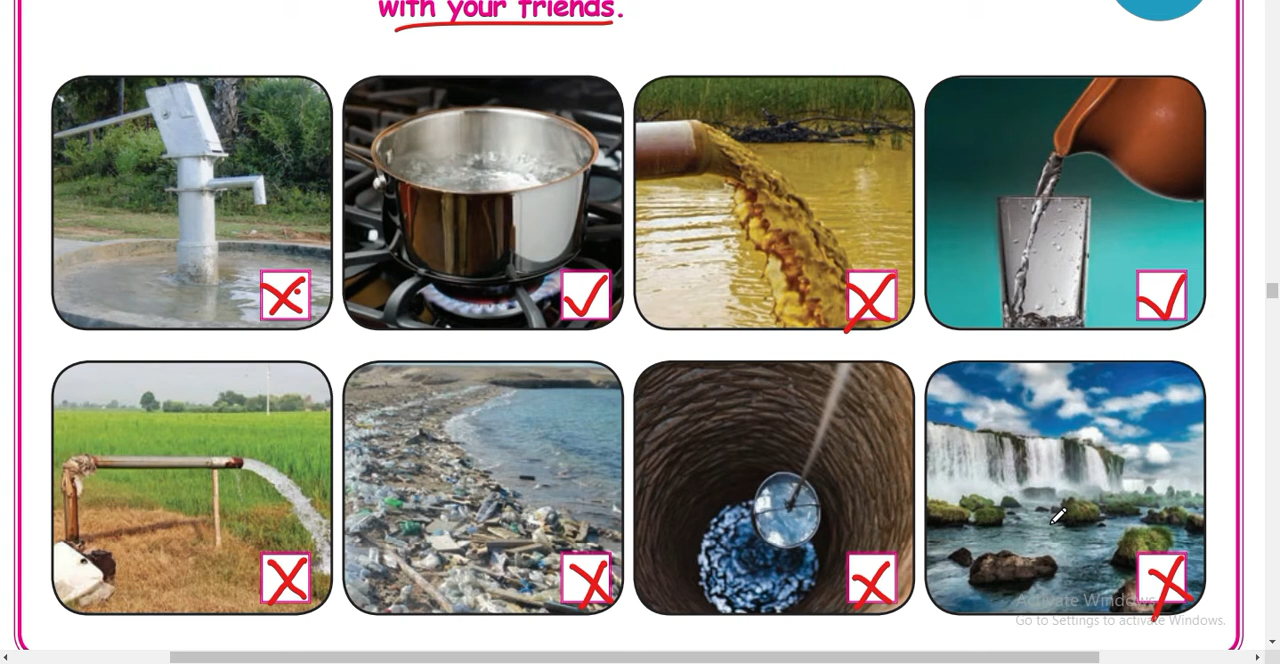 with your friends.
Activate Windows
Go to Settings to activate Windows.